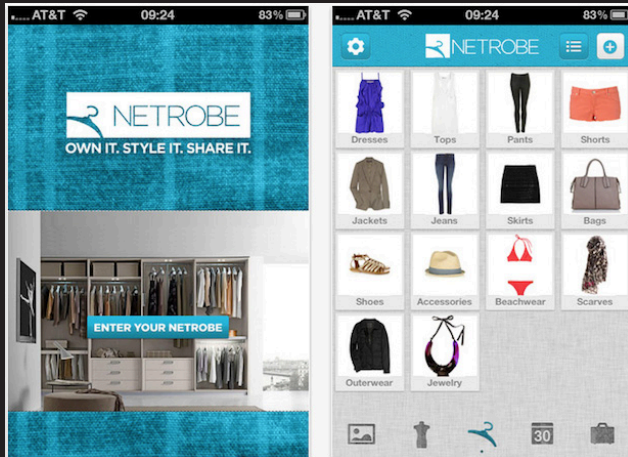 AT&T 09:24 83%
NETROBE
OWN IT. STYLE IT. SHARE IT.
ENTER YOUR NETROBE
AT&T 09:24 83%
NETROBE
Dresses Tops Pants Shorts
Jackets Jeans Skirts Bags
Shoes Accessories Beachwear Scarves
Outerwear Jewelry
30